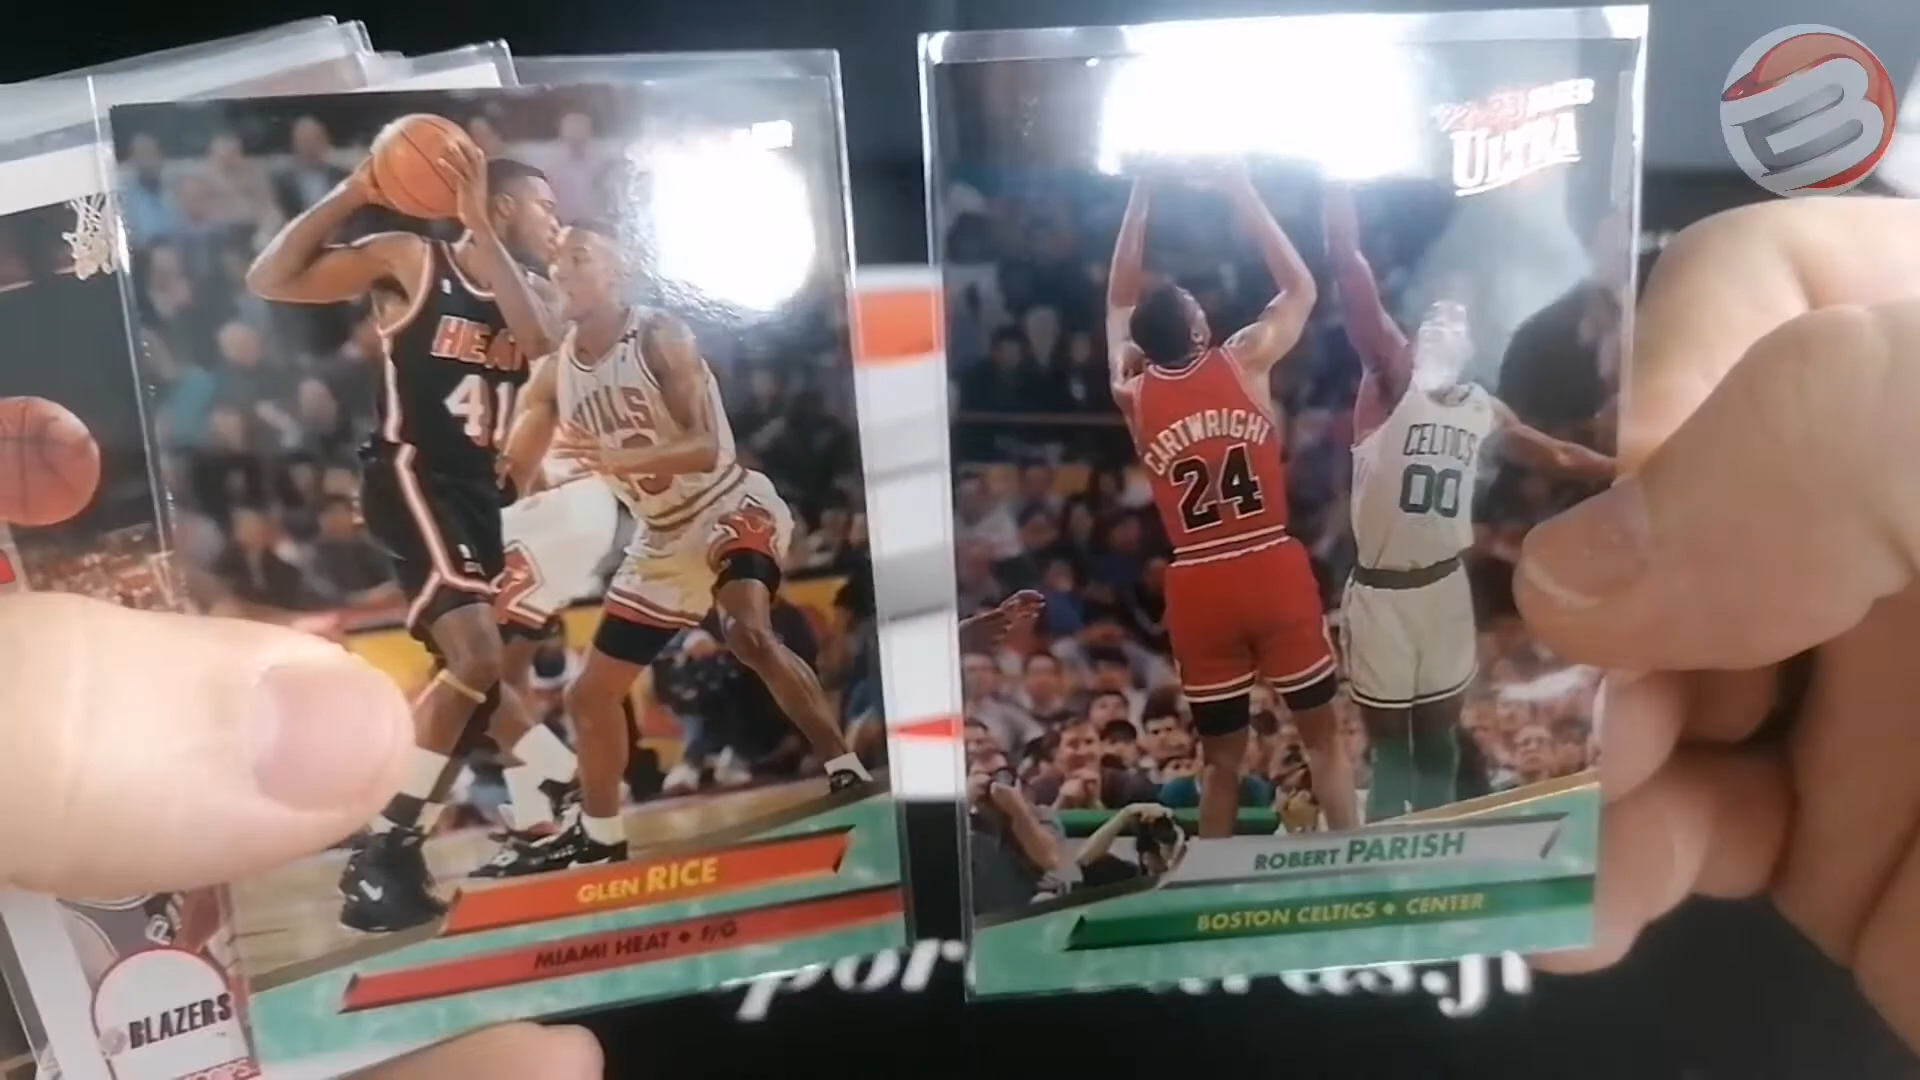 HEAT
41
BULLS
GLEN RICE
MIAMI HEAT ◆ F/G
BLAZERS
'92-93 FLEER
ULTRA
CARTWRIGHT
24
CELTICS
00
ROBERT PARISH
BOSTON CELTICS ◆ CENTER
B